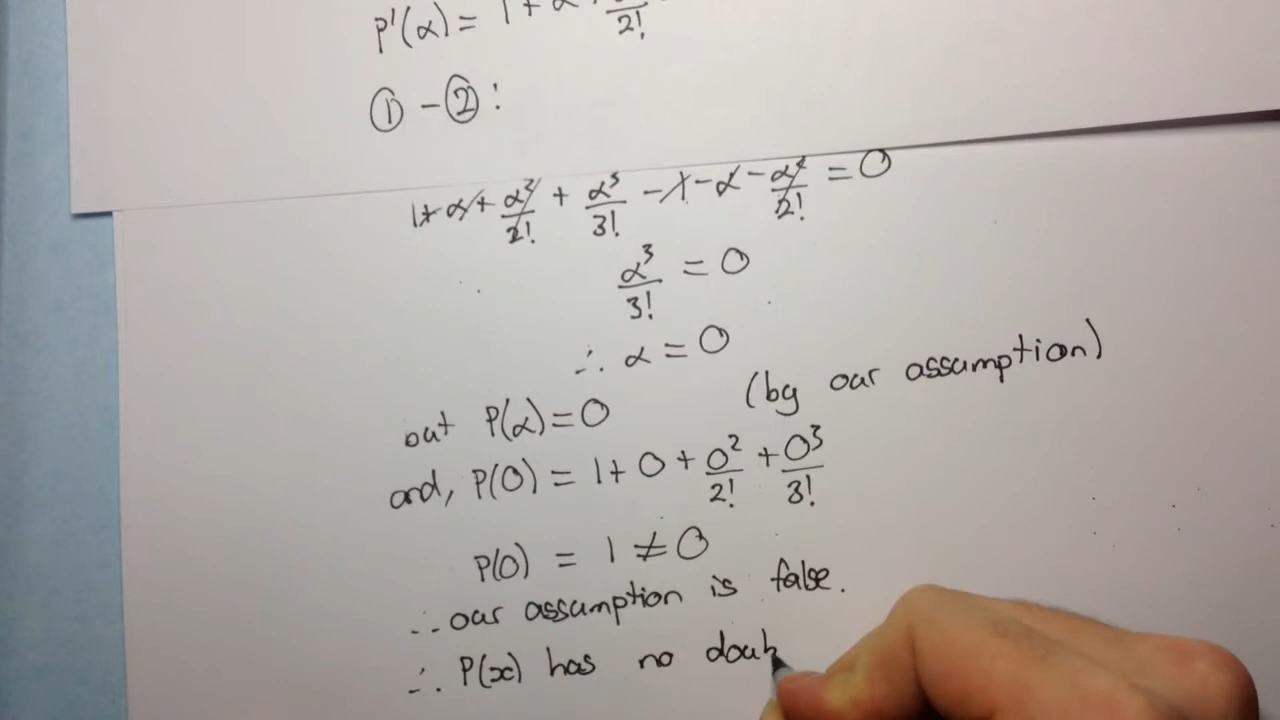 P'(α) = 1 + α + 2!
① - ② :
1 + α + α²/2! + α³/3! - 1 - α - α²/2! = 0
α³/3! = 0
∴ α = 0
but P(α) = 0 (by our assumption)
and, P(0) = 1 + 0 + 0²/2! + 0³/3!
P(0) = 1 ≠ 0
∴ our assumption is false.
∴ P(x) has no doub